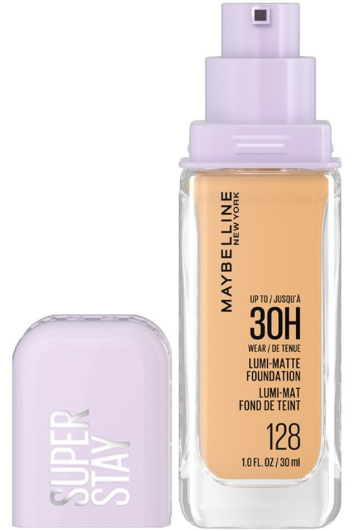 MAYBELLINE
NEW YORK
UP TO / JUSQU'À
30H
WEAR / DE TENUE
LUMI-MATTE
FOUNDATION
LUMI-MAT
FOND DE TEINT
128
1.0 FL. OZ / 30 ml
SUPER
STAY